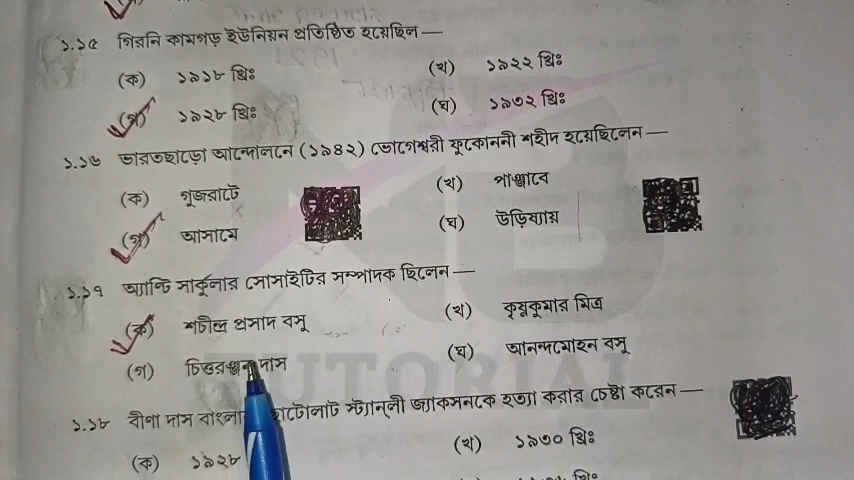 ১.১৫ গিরনি কামগড় ইউনিয়ন প্রতিষ্ঠিত হয়েছিল —
(ক) ১৯১৮ খ্রিঃ (খ) ১৯২২ খ্রিঃ
(গ) ১৯২৮ খ্রিঃ (ঘ) ১৯৩২ খ্রিঃ
১.১৬ ভারতছাড়ো আন্দোলনে (১৯৪২) ভোগেশ্বরী ফুকোননী শহীদ হয়েছিলেন —
(ক) গুজরাটে (খ) পাঞ্জাবে
(গ) আসামে (ঘ) উড়িষ্যায়
১.১৭ অ্যান্টি সার্কুলার সোসাইটির সম্পাদক ছিলেন —
(ক) শচীন্দ্র প্রসাদ বসু (খ) কৃষ্ণকুমার মিত্র
(গ) চিত্তরঞ্জন দাস (ঘ) আনন্দমোহন বসু
১.১৮ বীণা দাস বাংলার স্ট্যানলী জ্যাকসনকে হত্যা করার চেষ্টা করেন —
(ক) ১৯২৮ (খ) ১৯৩০ খ্রিঃ
খ্রিঃ
TUTORIAL